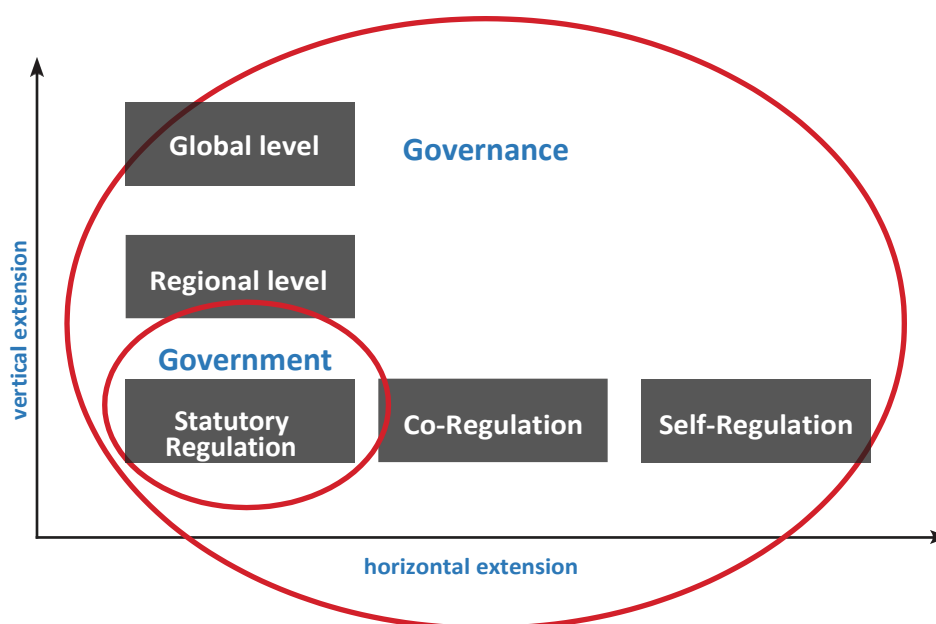 Global level
Governance
Regional level
vertical extension
Government
Statutory
Regulation
Co-Regulation
Self-Regulation
horizontal extension